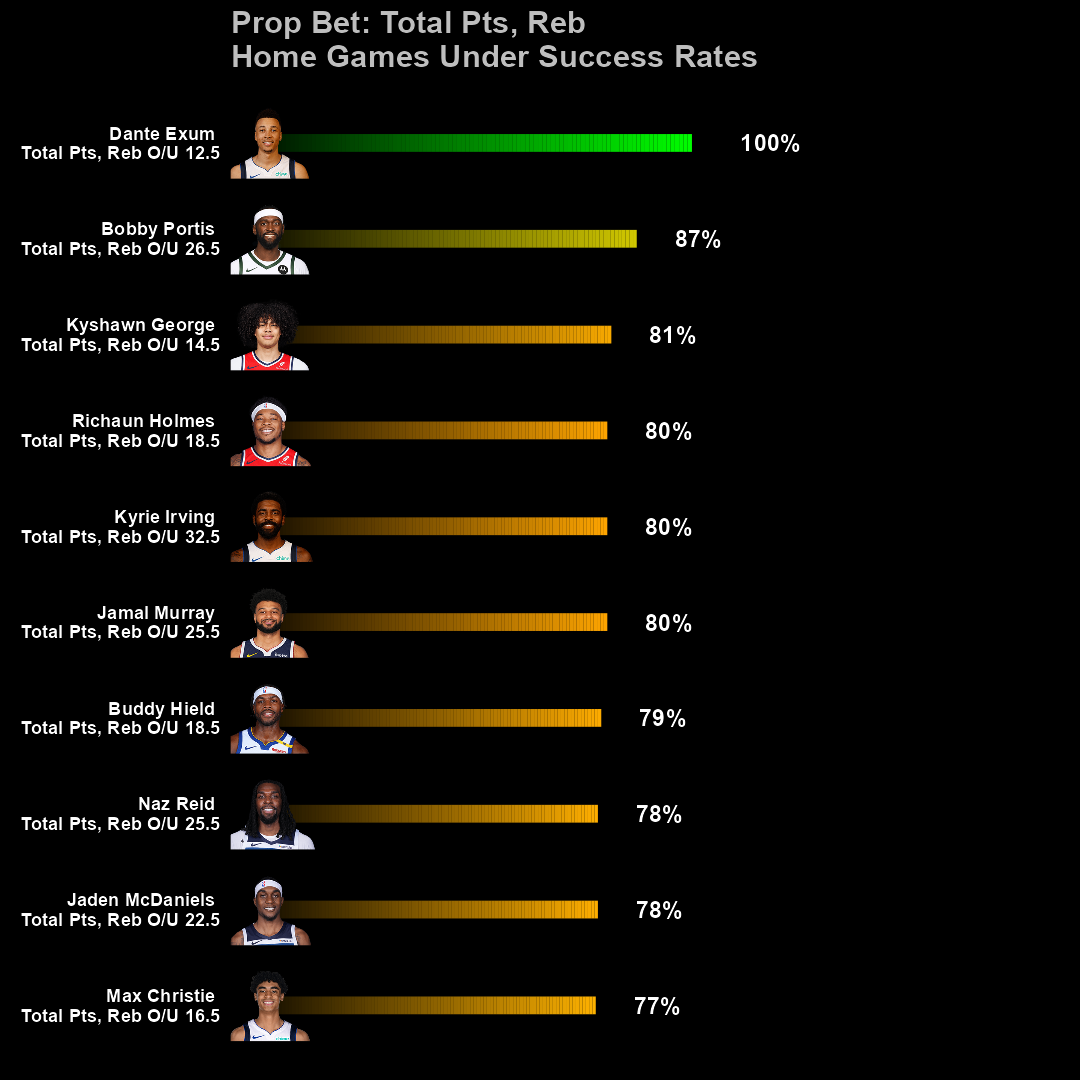 Prop Bet: Total Pts, Reb
Home Games Under Success Rates
Dante Exum
Total Pts, Reb O/U 12.5
100%
Bobby Portis
Total Pts, Reb O/U 26.5
87%
Kyshawn George
Total Pts, Reb O/U 14.5
81%
Richaun Holmes
Total Pts, Reb O/U 18.5
80%
Kyrie Irving
Total Pts, Reb O/U 32.5
80%
Jamal Murray
Total Pts, Reb O/U 25.5
80%
Buddy Hield
Total Pts, Reb O/U 18.5
79%
Naz Reid
Total Pts, Reb O/U 25.5
78%
Jaden McDaniels
Total Pts, Reb O/U 22.5
78%
Max Christie
Total Pts, Reb O/U 16.5
77%